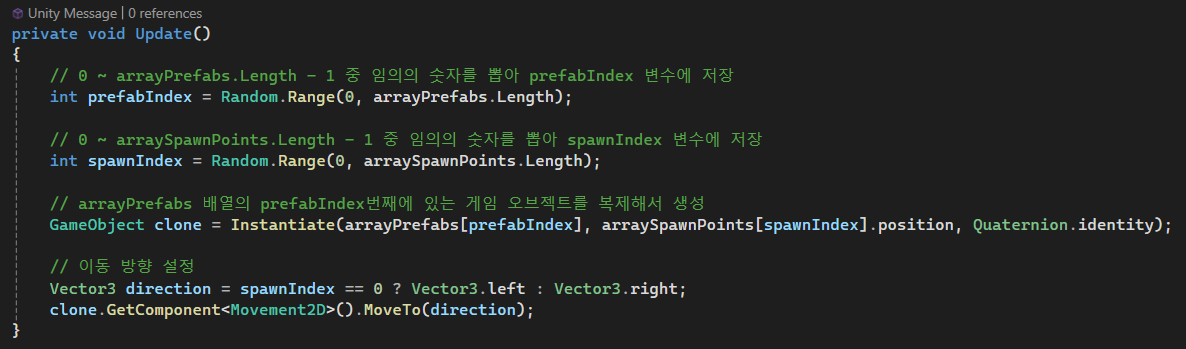 Unity Message | 0 references
private void Update()
{
// 0 ~ arrayPrefabs.Length - 1 중 임의의 숫자를 뽑아 prefabIndex 변수에 저장
int prefabIndex = Random.Range(0, arrayPrefabs.Length);
// 0 ~ arraySpawnPoints.Length - 1 중 임의의 숫자를 뽑아 spawnIndex 변수에 저장
int spawnIndex = Random.Range(0, arraySpawnPoints.Length);
// arrayPrefabs 배열의 prefabIndex번째에 있는 게임 오브젝트를 복제해서 생성
GameObject clone = Instantiate(arrayPrefabs[prefabIndex], arraySpawnPoints[spawnIndex].position, Quaternion.identity);
// 이동 방향 설정
Vector3 direction = spawnIndex == 0 ? Vector3.left : Vector3.right;
clone.GetComponent<Movement2D>().MoveTo(direction);
}